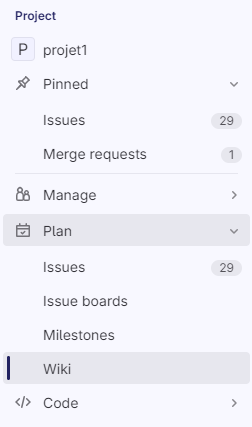 Project
P projet1
Pinned
Issues 29
Merge requests 1
Manage
Plan
Issues 29
Issue boards
Milestones
Wiki
Code